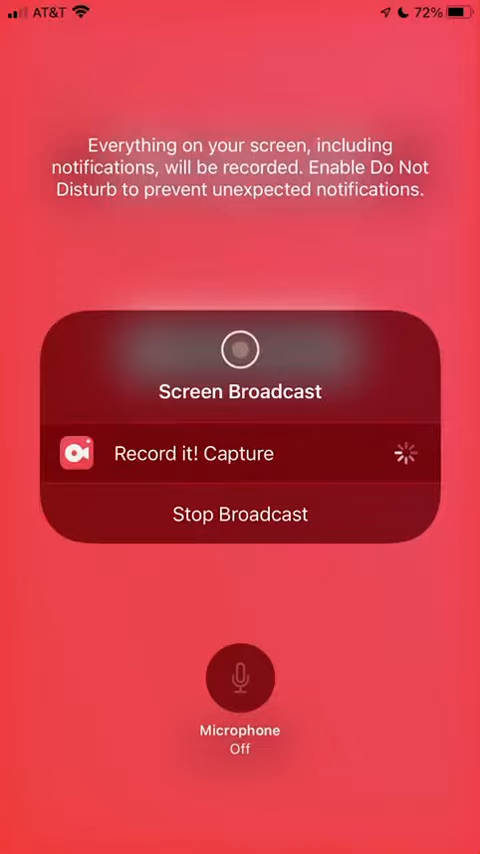 AT&T 72%
Everything on your screen, including
notifications, will be recorded. Enable Do Not
Disturb to prevent unexpected notifications.
Screen Broadcast
Record it! Capture
Stop Broadcast
Microphone
Off